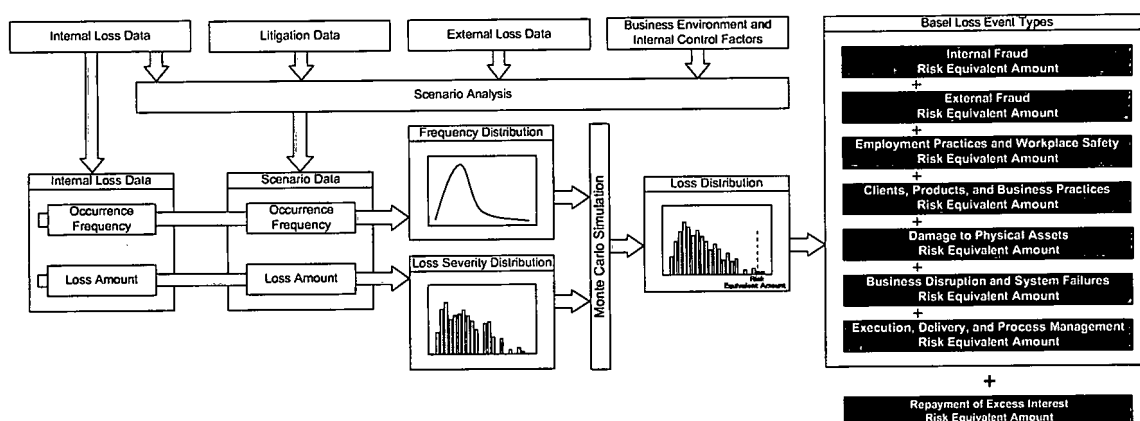 Internal Loss Data
Litigation Data
External Loss Data
Business Environment and
Internal Control Factors
Scenario Analysis
Internal Loss Data
Occurrence
Frequency
Loss Amount
Scenario Data
Occurrence
Frequency
Loss Amount
Frequency Distribution
Loss Severity Distribution
Monte Carlo Simulation
Loss Distribution
Risk
Equivalent Amount
Basel Loss Event Types
Internal Fraud
Risk Equivalent Amount
+
External Fraud
Risk Equivalent Amount
+
Employment Practices and Workplace Safety
Risk Equivalent Amount
+
Clients, Products, and Business Practices
Risk Equivalent Amount
+
Damage to Physical Assets
Risk Equivalent Amount
+
Business Disruption and System Failures
Risk Equivalent Amount
+
Execution, Delivery, and Process Management
Risk Equivalent Amount
+
Repayment of Excess Interest
Risk Equivalent Amount